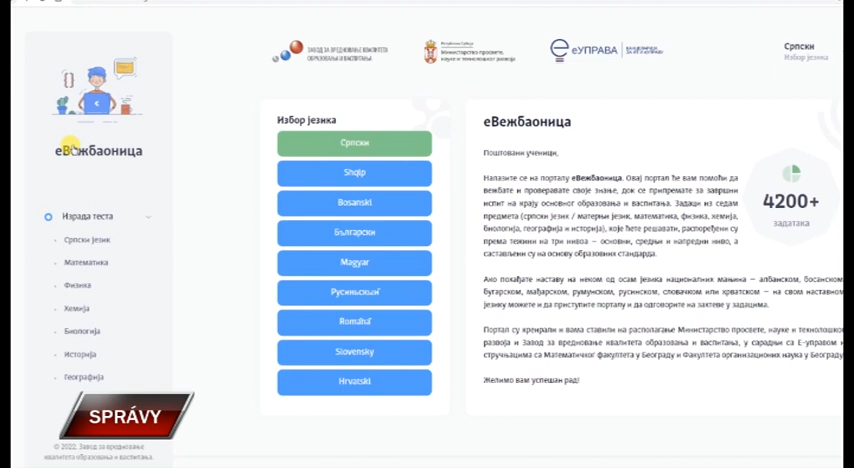 еВежбаоница
Израда теста
Српски језик
Математика
Физика
Хемија
Биологија
Историја
Географија
SPRÁVY
© 2022. Завод за вредновање
квалитета образовања и васпитања.
ЗАВОД ЗА ВРЕДНОВАЊЕ КВАЛИТЕТА
ОБРАЗОВАЊА И ВАСПИТАЊА
Република Србија
Министарство просвете,
науке и технолошког развоја
еУПРАВА
Српски
Избор језика
Избор језика
Српски
Shqip
Bosanski
Български
Magyar
Русиньскый
Romaňă
Slovensky
Hrvatski
еВежбаоница
Поштовани ученици,
Налазите се на порталу еВежбаоница. Овај портал ће вам помоћи да
вежбате и проверавате своје знање, док се припремате за завршни
испит на крају основног образовања и васпитања. Задаци из седам
предмета (српски језик / матерњи језик, математика, физика, хемија,
биологија, географија и историја), које ћете решавати, распоређени су
према тежини на три нивоа – основни, средњи и напредни ниво, а
састављени су на основу образовних стандарда.
4200+
задатака
Ако похађате наставу на неком од осам језика националних мањина – албанском, босанском
бугарском, мађарском, румунском, русинском, словачком или хрватском – на свом наставном
језику можете и да приступите порталу и да одговорите на захтеве у задацима.
Портал су креирали и вама ставили на располагање Министарство просвете, науке и технолошког
развоја и Завод за вредновање квалитета образовања и васпитања, у сарадњи са Е-управом и
стручњацима са Математичког факултета у Београду и Факултета организационих наука у Београду
Желимо вам успешан рад!